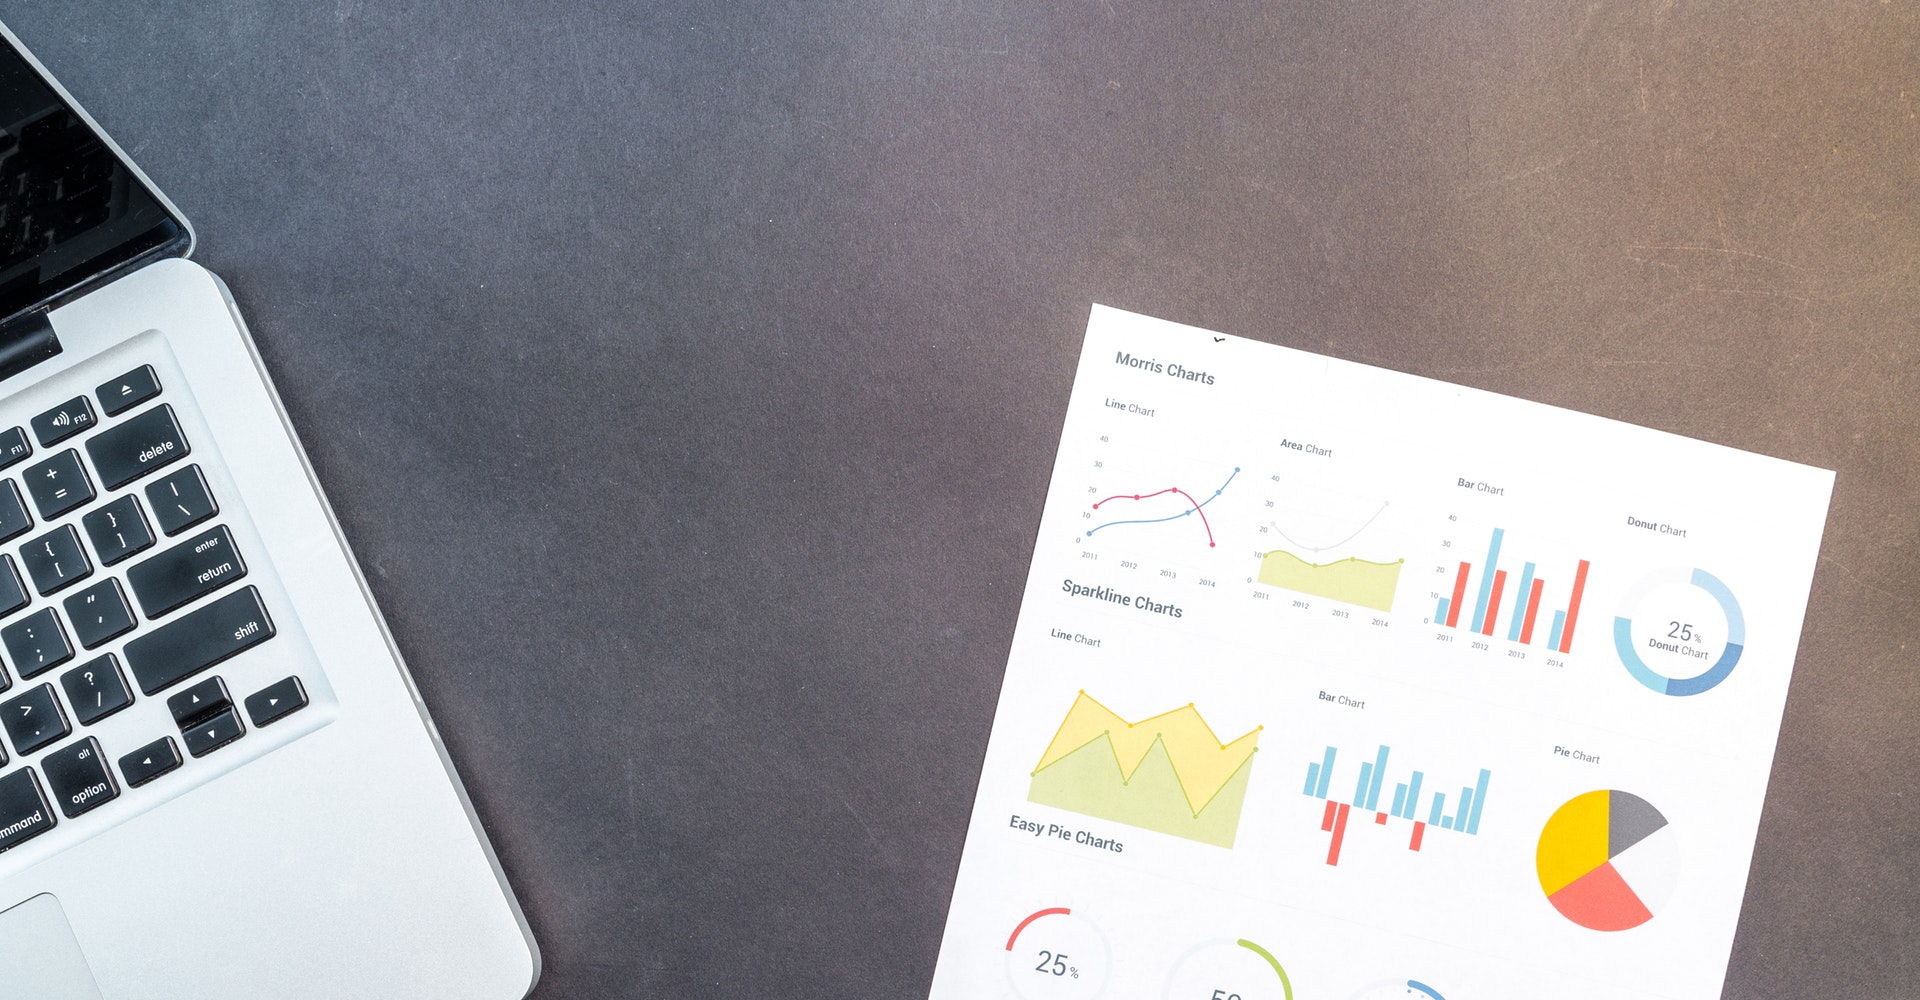 F11
F12
delete
+
=
}
]
|
\
{
[
enter
return
"
'
:
;
shift
?
/
>
.
alt
option
mmand
Morris Charts
Line Chart
40
30
20
10
0
2011
2012
2013
2014
Area Chart
40
30
20
10
0
2011
2012
2013
2014
Bar Chart
40
30
20
10
0
2011
2012
2013
2014
Donut Chart
25%
Donut Chart
Sparkline Charts
Line Chart
Bar Chart
Pie Chart
Easy Pie Charts
25%